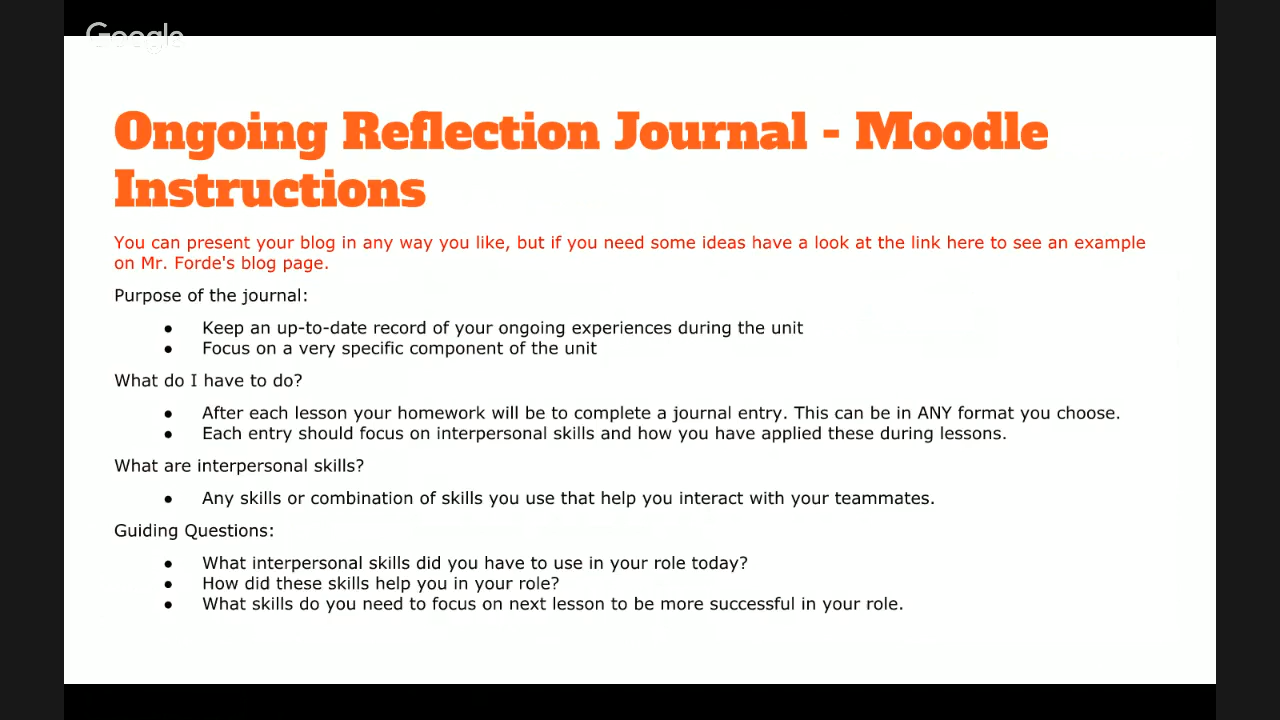 Google
Ongoing Reflection Journal - Moodle
Instructions
You can present your blog in any way you like, but if you need some ideas have a look at the link here to see an example
on Mr. Forde's blog page.
Purpose of the journal:
● Keep an up-to-date record of your ongoing experiences during the unit
● Focus on a very specific component of the unit
What do I have to do?
● After each lesson your homework will be to complete a journal entry. This can be in ANY format you choose.
● Each entry should focus on interpersonal skills and how you have applied these during lessons.
What are interpersonal skills?
● Any skills or combination of skills you use that help you interact with your teammates.
Guiding Questions:
● What interpersonal skills did you have to use in your role today?
● How did these skills help you in your role?
● What skills do you need to focus on next lesson to be more successful in your role.